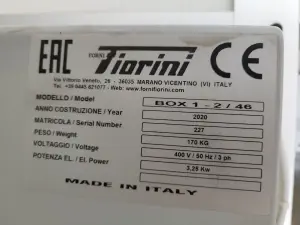 EAC FORNI Fiorini CE
Via Vittorio Veneto, 26 - 36035 MARANO VICENTINO (VI) ITALY
+39 0445 621077 - Web: www.fornifiorini.com
MODELLO / Model BOX 1 - 2 / 46
ANNO COSTRUZIONE / Year 2020
MATRICOLA / Serial Number 227
PESO / Weight 170 KG
VOLTAGGIO / Voltage 400 V / 50 Hz / 3 ph
POTENZA EL. / El. Power 3,25 Kw
MADE IN ITALY